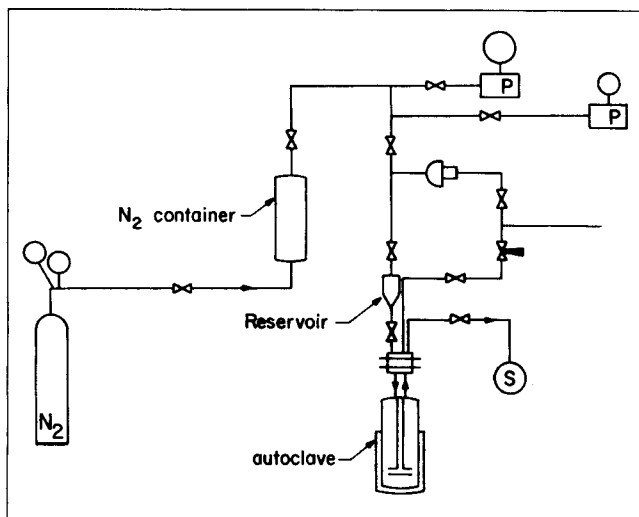 P
P
N₂ container
Reservoir
S
N₂
autoclave